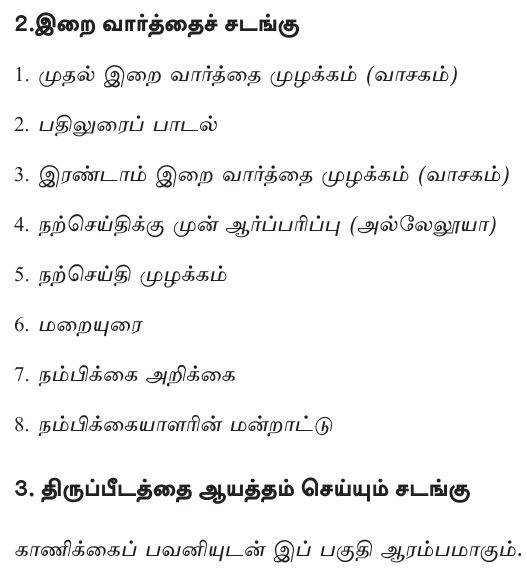 2.இறை வார்த்தைச் சடங்கு
1. முதல் இறை வார்த்தை முழக்கம் (வாசகம்)
2. பதிலுரைப் பாடல்
3. இரண்டாம் இறை வார்த்தை முழக்கம் (வாசகம்)
4. நற்செய்திக்கு முன் ஆர்ப்பரிப்பு (அல்லேலூயா)
5. நற்செய்தி முழக்கம்
6. மறையுரை
7. நம்பிக்கை அறிக்கை
8. நம்பிக்கையாளரின் மன்றாட்டு
3. திருப்பீடத்தை ஆயத்தம் செய்யும் சடங்கு
காணிக்கைப் பவனியுடன் இப் பகுதி ஆரம்பமாகும்.